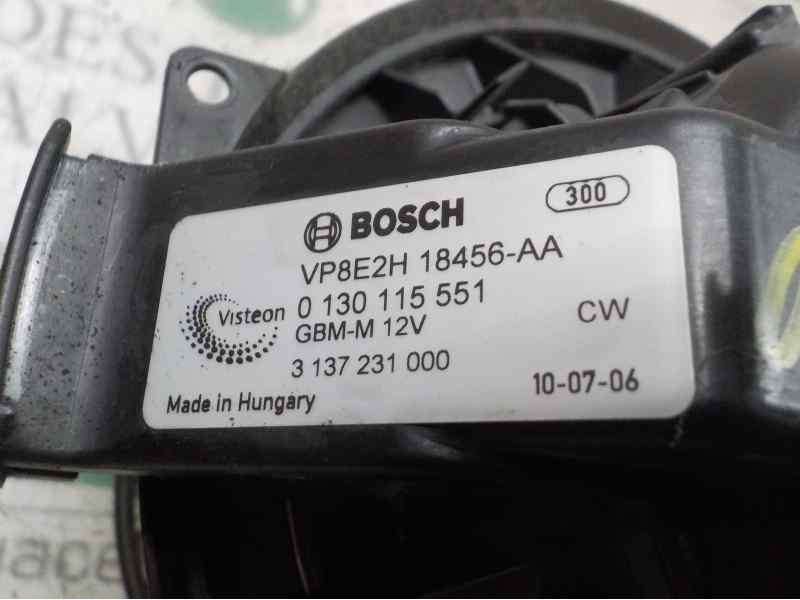 300
BOSCH
VP8E2H 18456-AA
Visteon
0 130 115 551
GBM-M 12V
CW
3 137 231 000
10-07-06
Made in Hungary